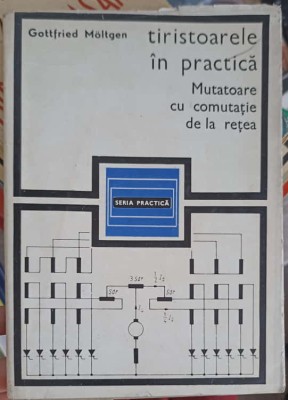 Gottfried Möltgen
tiristoarele
în practică
Mutatoare
cu comutație
de la rețea
SERIA PRACTICĂ